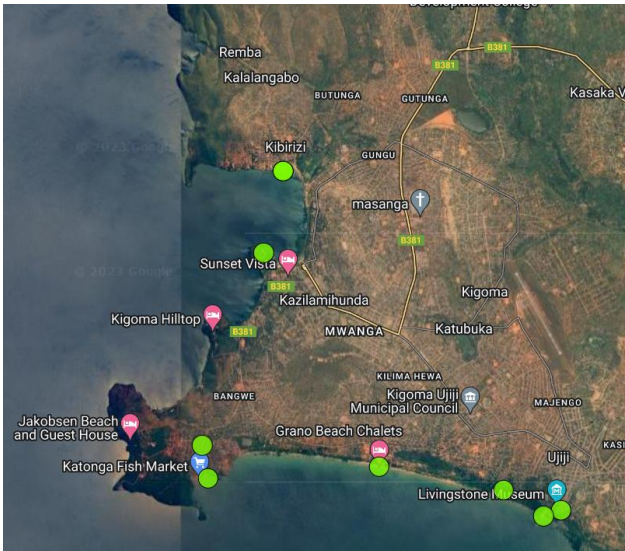 Development College
B381
Remba
B381
Kalalangabo
Kasaka V
BUTUNGA
GUTUNGA
Kibirizi
© 2023 Google
GUNGU
masanga
B381
Sunset Vista
© 2023 Google
B381
Kigoma
Kazilamihunda
Kigoma Hilltop
B381
MWANGA
Katubuka
KILIMA HEWA
BANGWE
Kigoma Ujiji
Municipal Council
MAJENGO
Jakobsen Beach
and Guest House
Grano Beach Chalets
KASI
Katonga Fish Market
Ujiji
Livingstone Museum